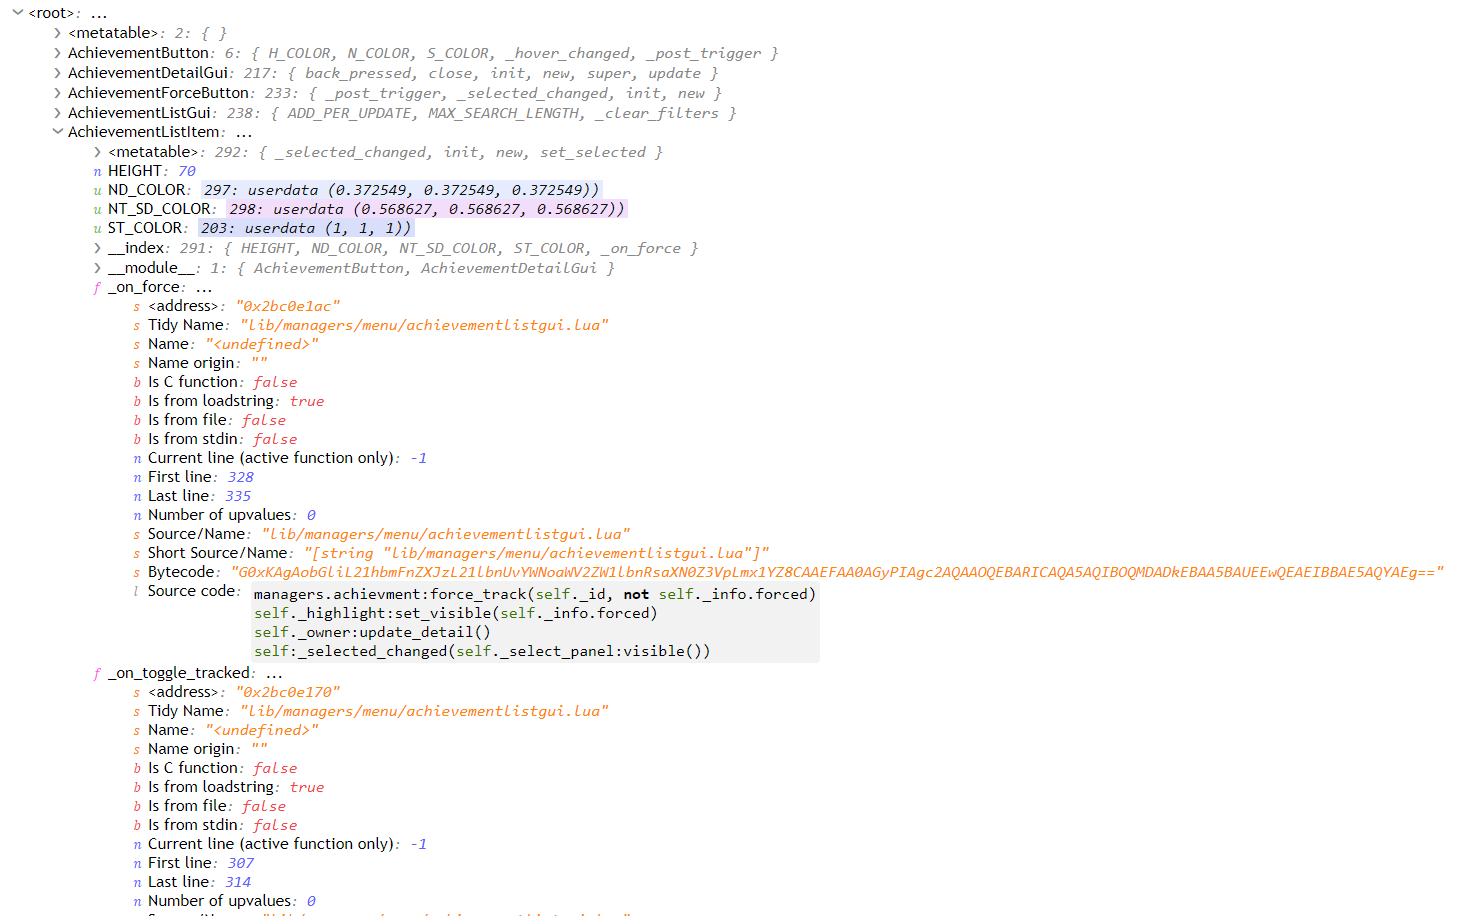 <root>: ...
<metatable>: 2: { }
AchievementButton: 6: { H_COLOR, N_COLOR, S_COLOR, _hover_changed, _post_trigger }
AchievementDetailGui: 217: { back_pressed, close, init, new, super, update }
AchievementForceButton: 233: { _post_trigger, _selected_changed, init, new }
AchievementListGui: 238: { ADD_PER_UPDATE, MAX_SEARCH_LENGTH, _clear_filters }
AchievementListItem: ...
<metatable>: 292: { _selected_changed, init, new, set_selected }
n HEIGHT: 70
u ND_COLOR: 297: userdata (0.372549, 0.372549, 0.372549))
u NT_SD_COLOR: 298: userdata (0.568627, 0.568627, 0.568627))
u ST_COLOR: 203: userdata (1, 1, 1))
__index: 291: { HEIGHT, ND_COLOR, NT_SD_COLOR, ST_COLOR, _on_force }
__module__: 1: { AchievementButton, AchievementDetailGui }
f _on_force: ...
s <address>: "0x2bc0e1ac"
s Tidy Name: "lib/managers/menu/achievementlistgui.lua"
s Name: "<undefined>"
s Name origin: ""
b Is C function: false
b Is from loadstring: true
b Is from file: false
b Is from stdin: false
n Current line (active function only): -1
n First line: 328
n Last line: 335
n Number of upvalues: 0
s Source/Name: "lib/managers/menu/achievementlistgui.lua"
s Short Source/Name: "[string "lib/managers/menu/achievementlistgui.lua"]"
s Bytecode: "G0xKAgAobGliL21hbmFnZXJzL21lbnUvYWNoaWV2ZW1lbnRsaXN0Z3VpLmx1YZ8CAAEFAA0AGyPIAgc2AQAAOQEBARICAQA5AQIBOQMDADkEBAA5BAUEEwQEAEIBBAE5AQYAEg=="
l Source code: managers.achievment:force_track(self._id, not self._info.forced)
self._highlight:set_visible(self._info.forced)
self._owner:update_detail()
self:_selected_changed(self._select_panel:visible())
f _on_toggle_tracked: ...
s <address>: "0x2bc0e170"
s Tidy Name: "lib/managers/menu/achievementlistgui.lua"
s Name: "<undefined>"
s Name origin: ""
b Is C function: false
b Is from loadstring: true
b Is from file: false
b Is from stdin: false
n Current line (active function only): -1
n First line: 307
n Last line: 314
n Number of upvalues: 0